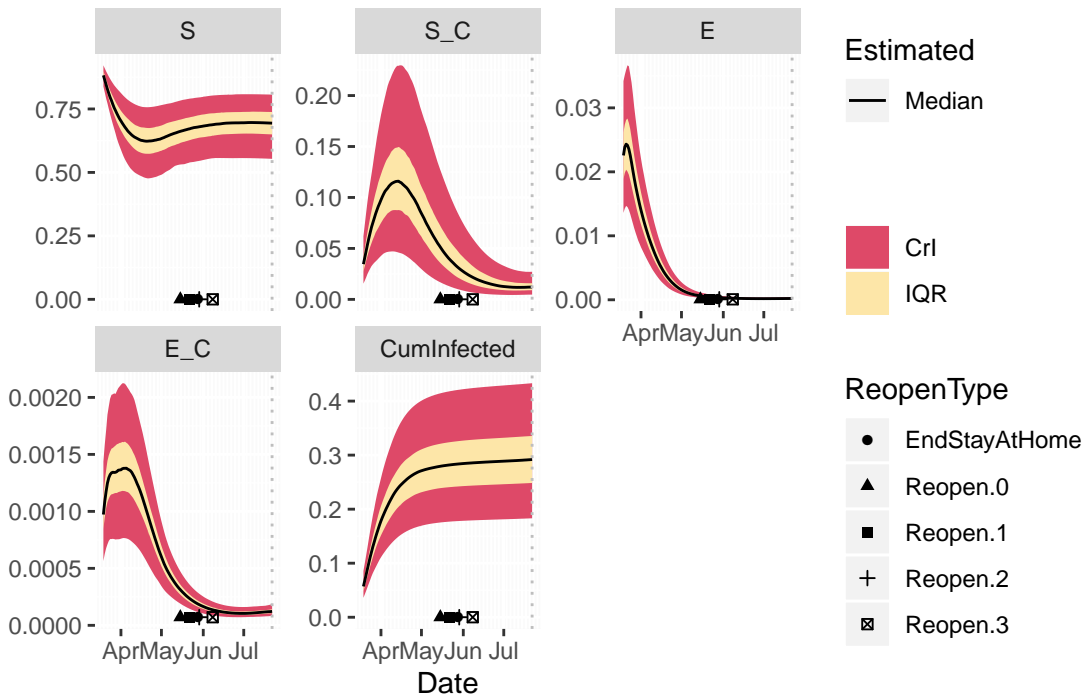 S
S_C
E
0.75
0.50
0.25
0.00
0.20
0.15
0.10
0.05
0.00
0.03
0.02
0.01
0.00
Apr May Jun Jul
E_C
CumInfected
0.0020
0.0015
0.0010
0.0005
0.0000
0.4
0.3
0.2
0.1
0.0
Apr May Jun Jul
Apr May Jun Jul
Date
Estimated
Median
CrI
IQR
ReopenType
EndStayAtHome
Reopen.0
Reopen.1
Reopen.2
Reopen.3